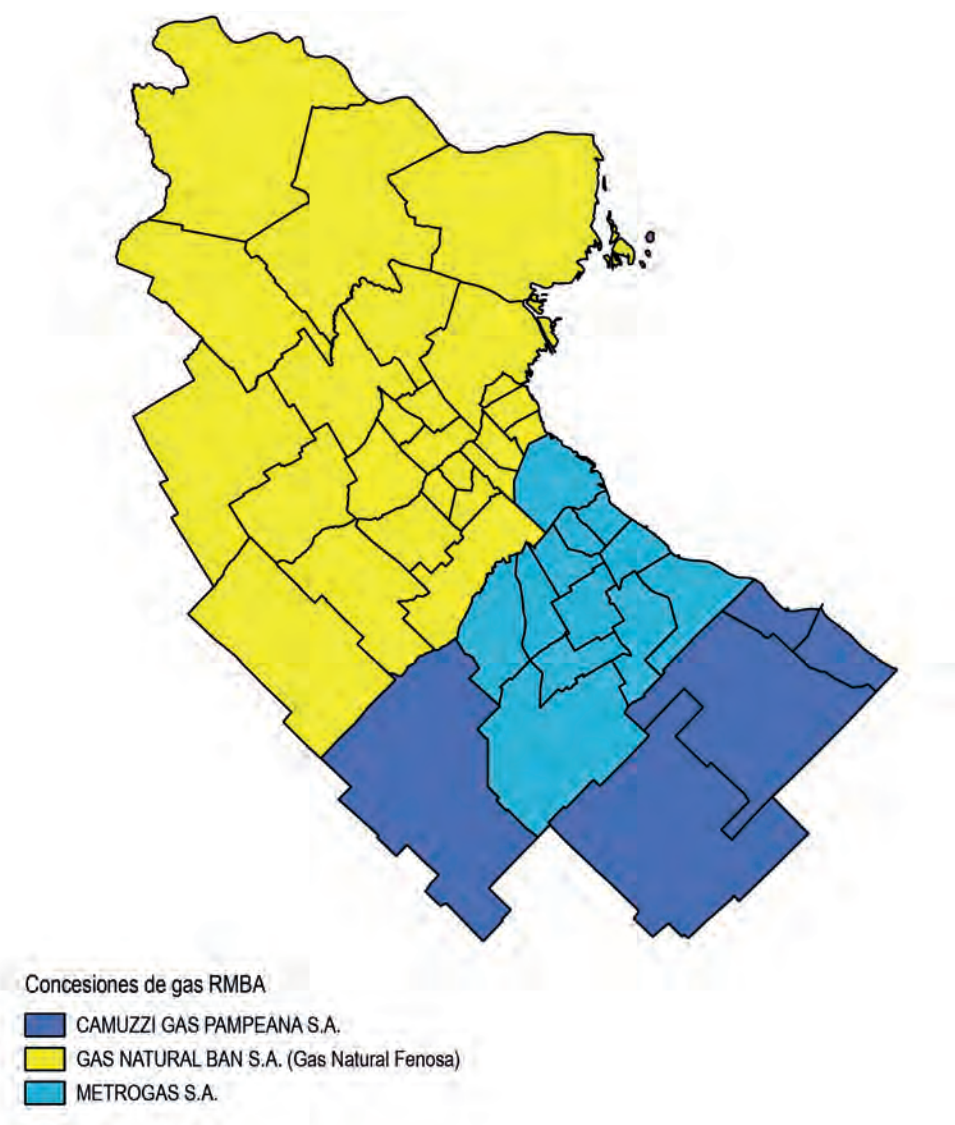 Concesiones de gas RMBA
CAMUZZI GAS PAMPEANA S.A.
GAS NATURAL BAN S.A. (Gas Natural Fenosa)
METROGAS S.A.